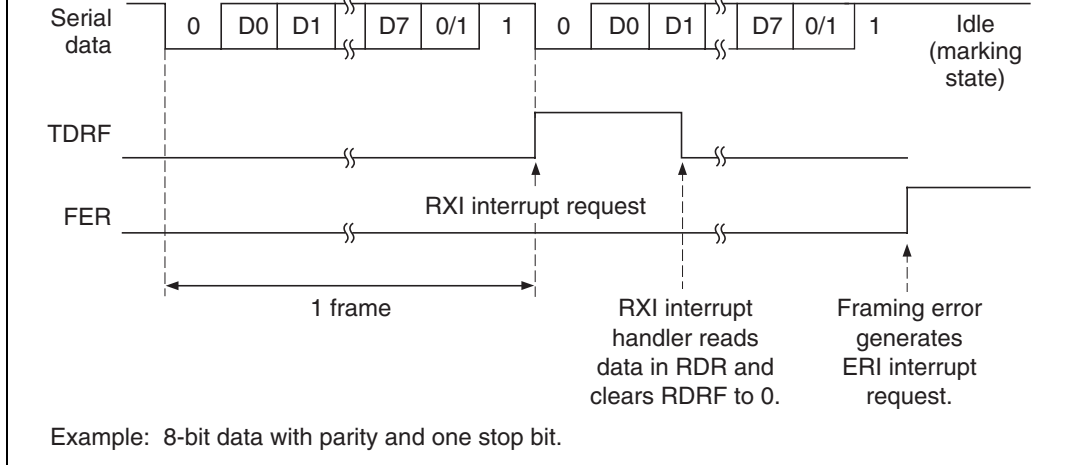 Serial data
0 D0 D1 D7 0/1 1 0 D0 D1 D7 0/1 1
Idle (marking state)
TDRF
RXI interrupt request
FER
1 frame
RXI interrupt
handler reads
data in RDR and
clears RDRF to 0.
Framing error
generates
ERI interrupt
request.
Example: 8-bit data with parity and one stop bit.